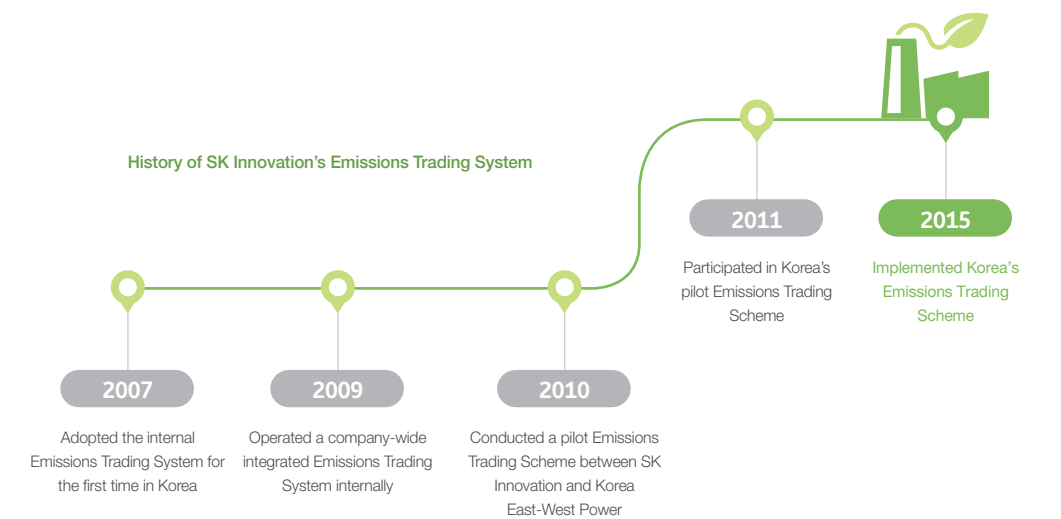 History of SK Innovation's Emissions Trading System
2007
Adopted the internal
Emissions Trading System for
the first time in Korea
2009
Operated a company-wide
integrated Emissions Trading
System internally
2010
Conducted a pilot Emissions
Trading Scheme between SK
Innovation and Korea
East-West Power
2011
Participated in Korea's
pilot Emissions Trading
Scheme
2015
Implemented Korea's
Emissions Trading
Scheme